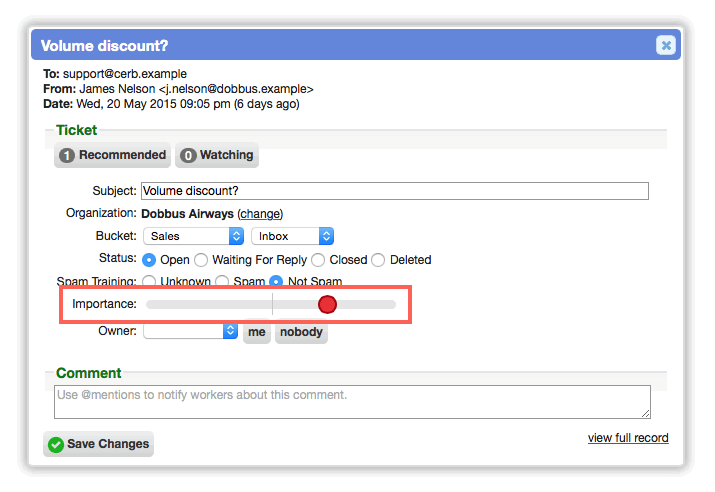 Volume discount?
To: support@cerb.example
From: James Nelson <j.nelson@dobbus.example>
Date: Wed, 20 May 2015 09:05 pm (6 days ago)
Ticket
1 Recommended 0 Watching
Subject: Volume discount?
Organization: Dobbus Airways (change)
Bucket: Sales Inbox
Status: Open Waiting For Reply Closed Deleted
Spam Training: Unknown Spam Not Spam
Importance:
Owner: me nobody
Comment
Use @mentions to notify workers about this comment.
Save Changes view full record